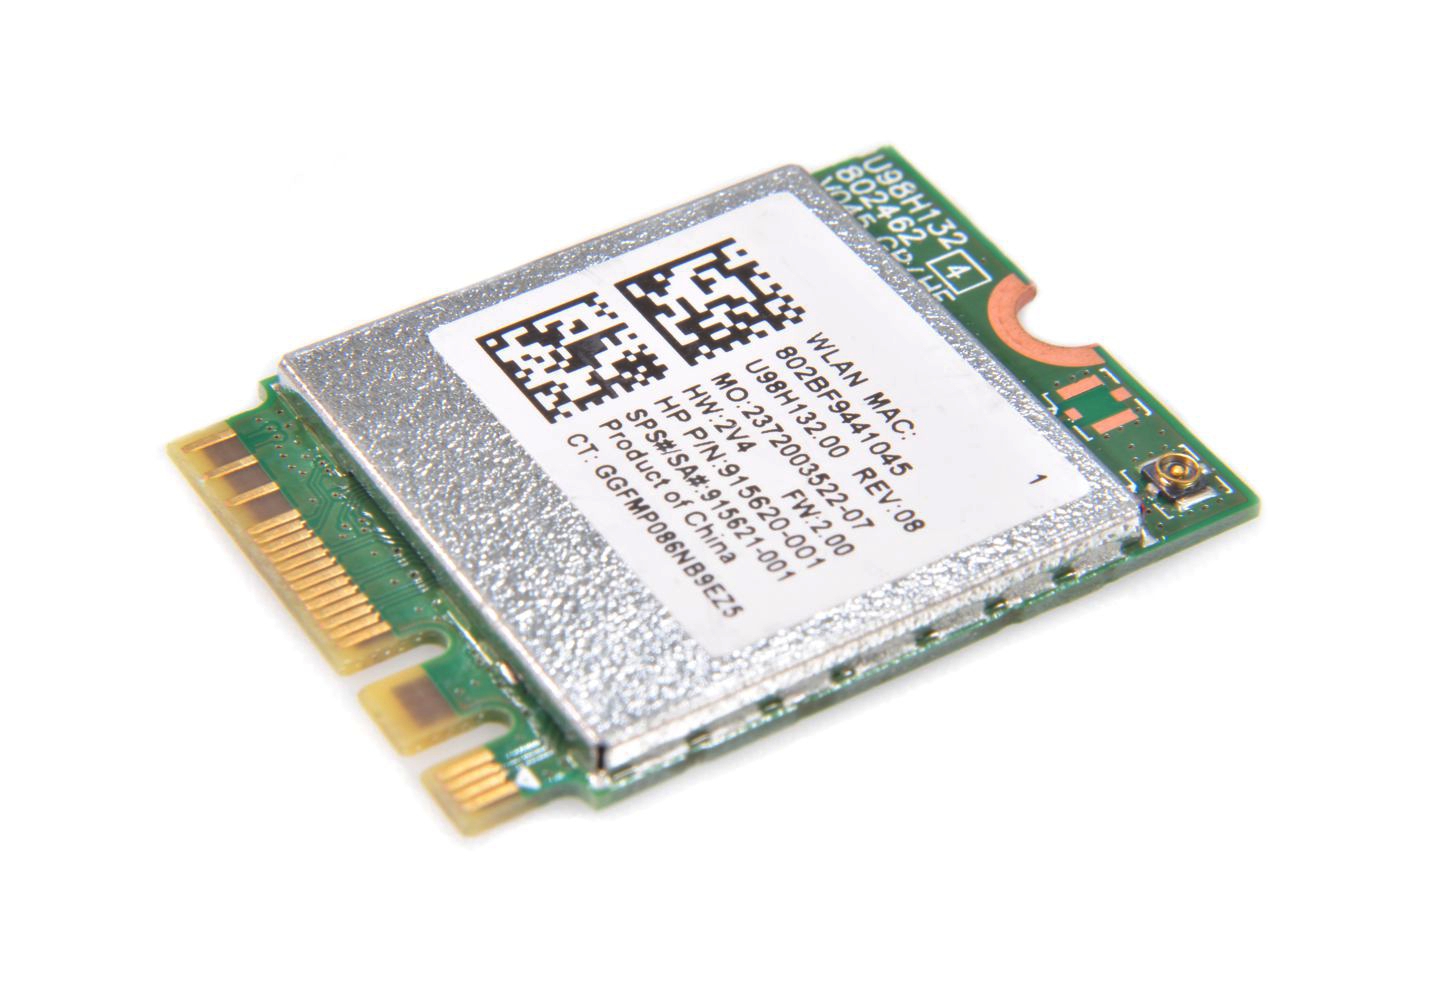 U98H132
802462
4
WLAN MAC:
802BF9441045
U98H132.00 REV:08
MO:2372003522-07
HW:2V4 FW:2.00
HP P/N:915620-001
SPS#/SA#:915621-001
Product of China
CT: GGFMP086NB9EZ5
1